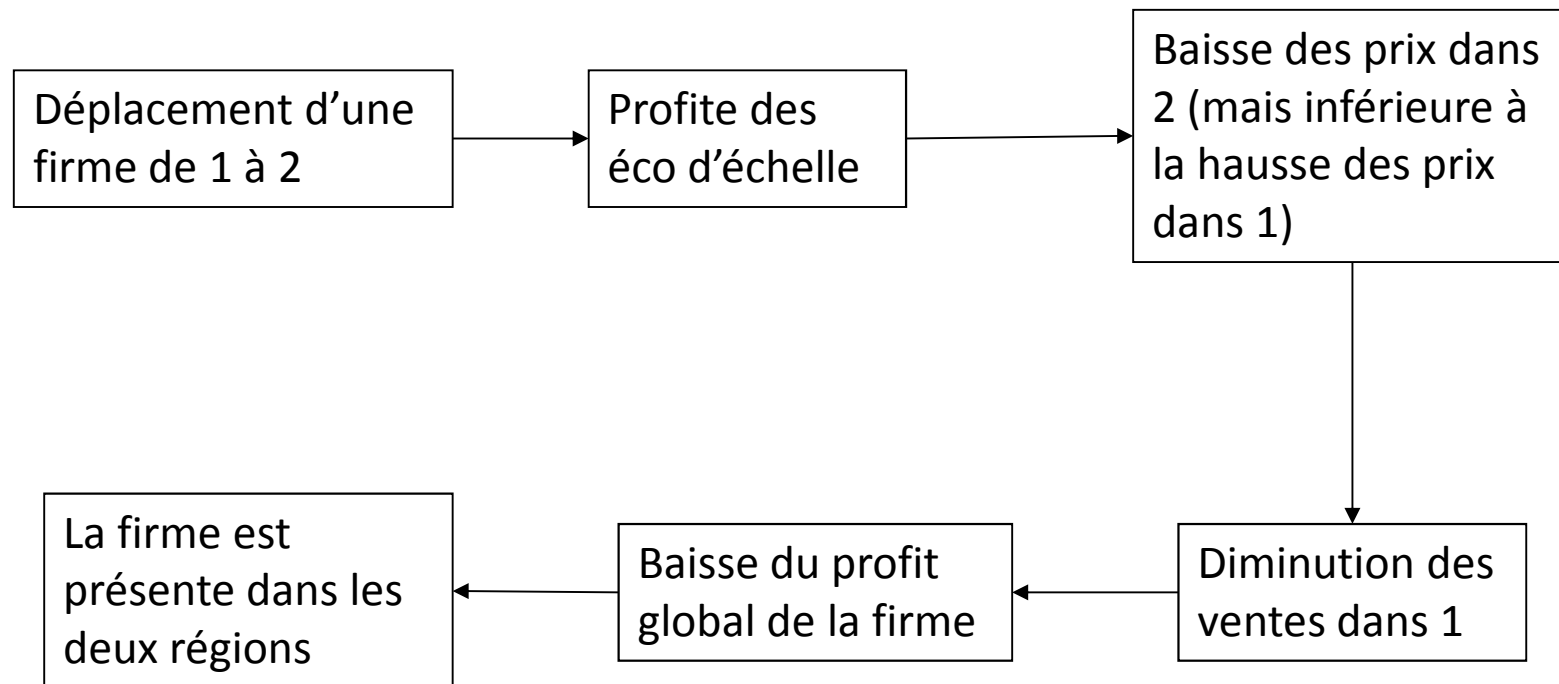 Déplacement d’une
firme de 1 à 2
Profite des
éco d’échelle
Baisse des prix dans
2 (mais inférieure à
la hausse des prix
dans 1)
Diminution des
ventes dans 1
Baisse du profit
global de la firme
La firme est
présente dans les
deux régions